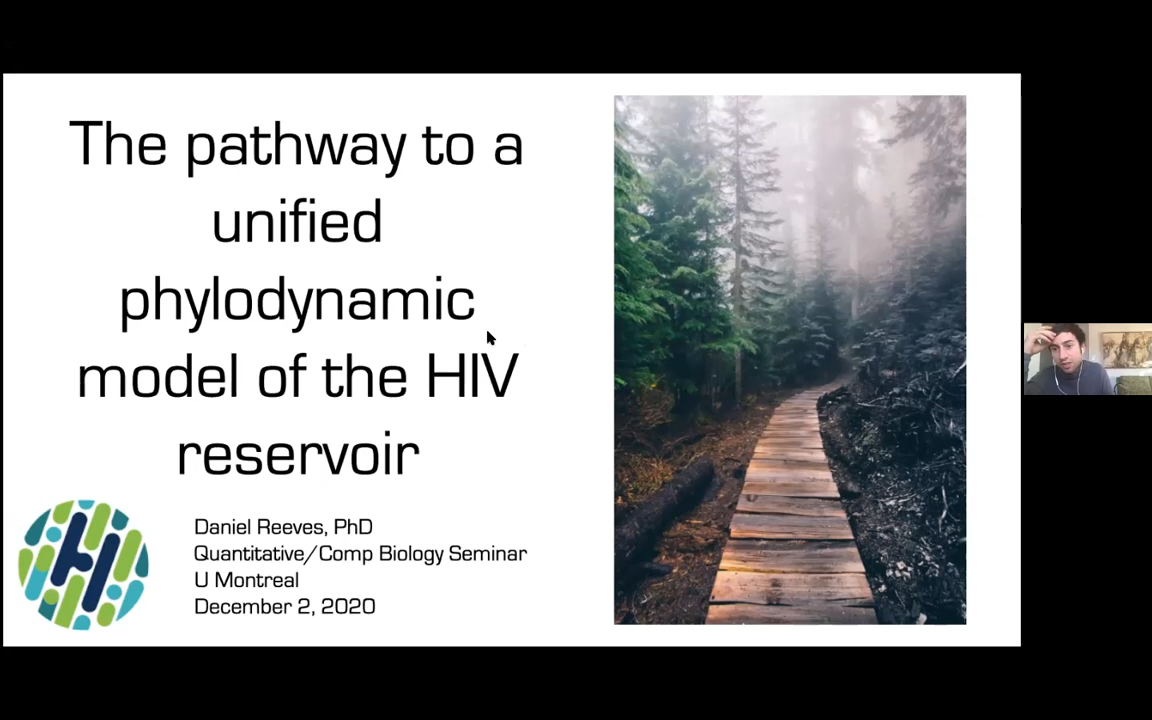 The pathway to a
unified
phylodynamic
model of the HIV
reservoir
Daniel Reeves, PhD
Quantitative/Comp Biology Seminar
U Montreal
December 2, 2020